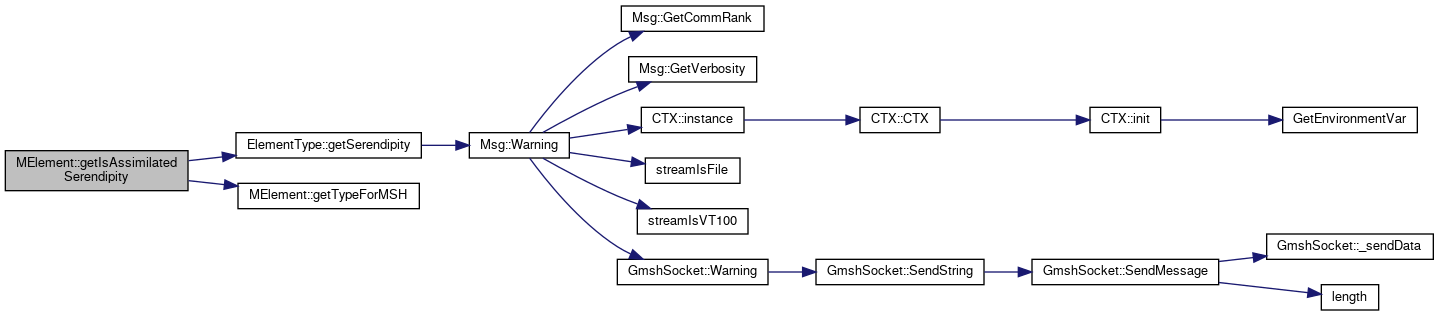 MElement::getIsAssimilated
Serendipity
ElementType::getSerendipity
MElement::getTypeForMSH
Msg::Warning
Msg::GetCommRank
Msg::GetVerbosity
CTX::instance
CTX::CTX
CTX::init
GetEnvironmentVar
streamIsFile
streamIsVT100
GmshSocket::Warning
GmshSocket::SendString
GmshSocket::SendMessage
GmshSocket::_sendData
length